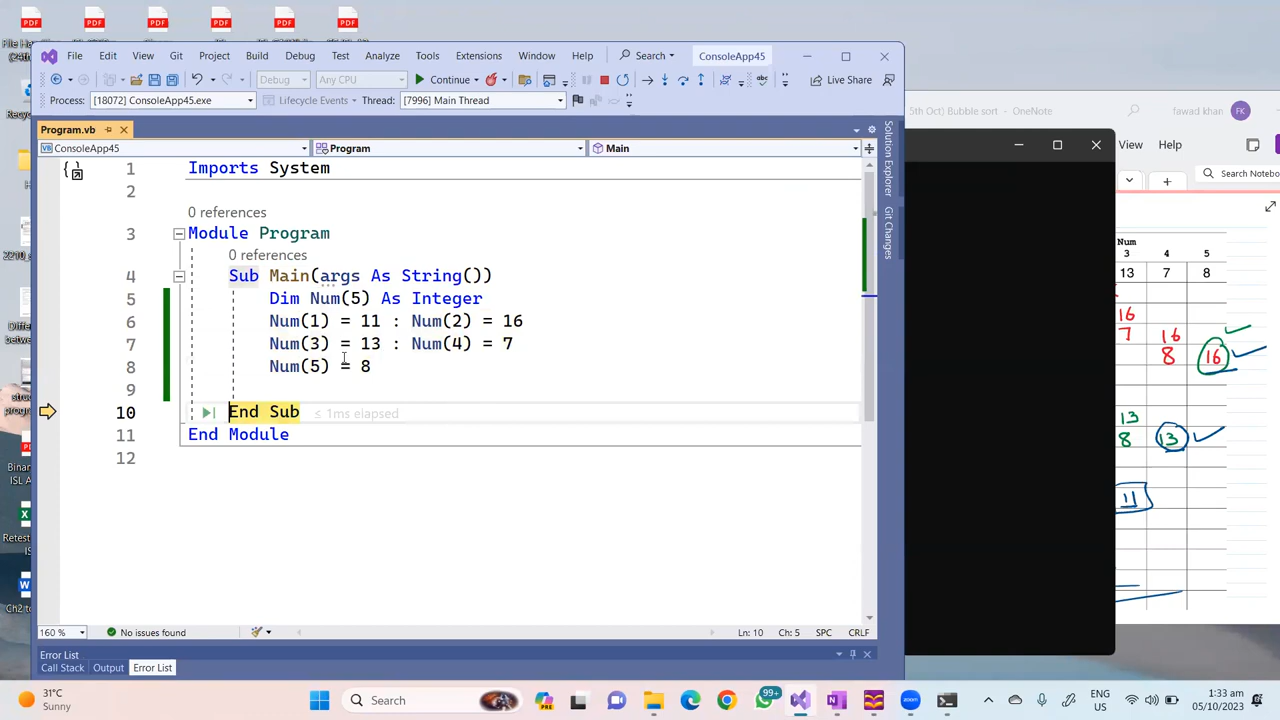 PDF PDF PDF PDF PDF PDF
File Edit View Git Project Build Debug Test Analyze Tools Extensions Window Help Search ConsoleApp45
Debug Any CPU Continue Live Share
Process: [18072] ConsoleApp45.exe Lifecycle Events Thread: [7996] Main Thread
Program.vb
ConsoleApp45 Program Main
1 Imports System
2
0 references
3 Module Program
0 references
4 Sub Main(args As String())
5 Dim Num(5) As Integer
6 Num(1) = 11 : Num(2) = 16
7 Num(3) = 13 : Num(4) = 7
8 Num(5) = 8
9
10 End Sub ≤ 1ms elapsed
11 End Module
12
160 % No issues found Ln: 10 Ch: 5 SPC CRLF
Error List
Call Stack Output Error List
Solution Explorer
Git Changes
5th Oct) Bubble sort - OneNote fawad khan FK
View Help
Search Notebo
Num
3 4 5
13 7 8
16
7 16
8 16
13
8 13
11
31°C
Sunny
Search
99+
ENG
US
1:33 am
05/10/2023